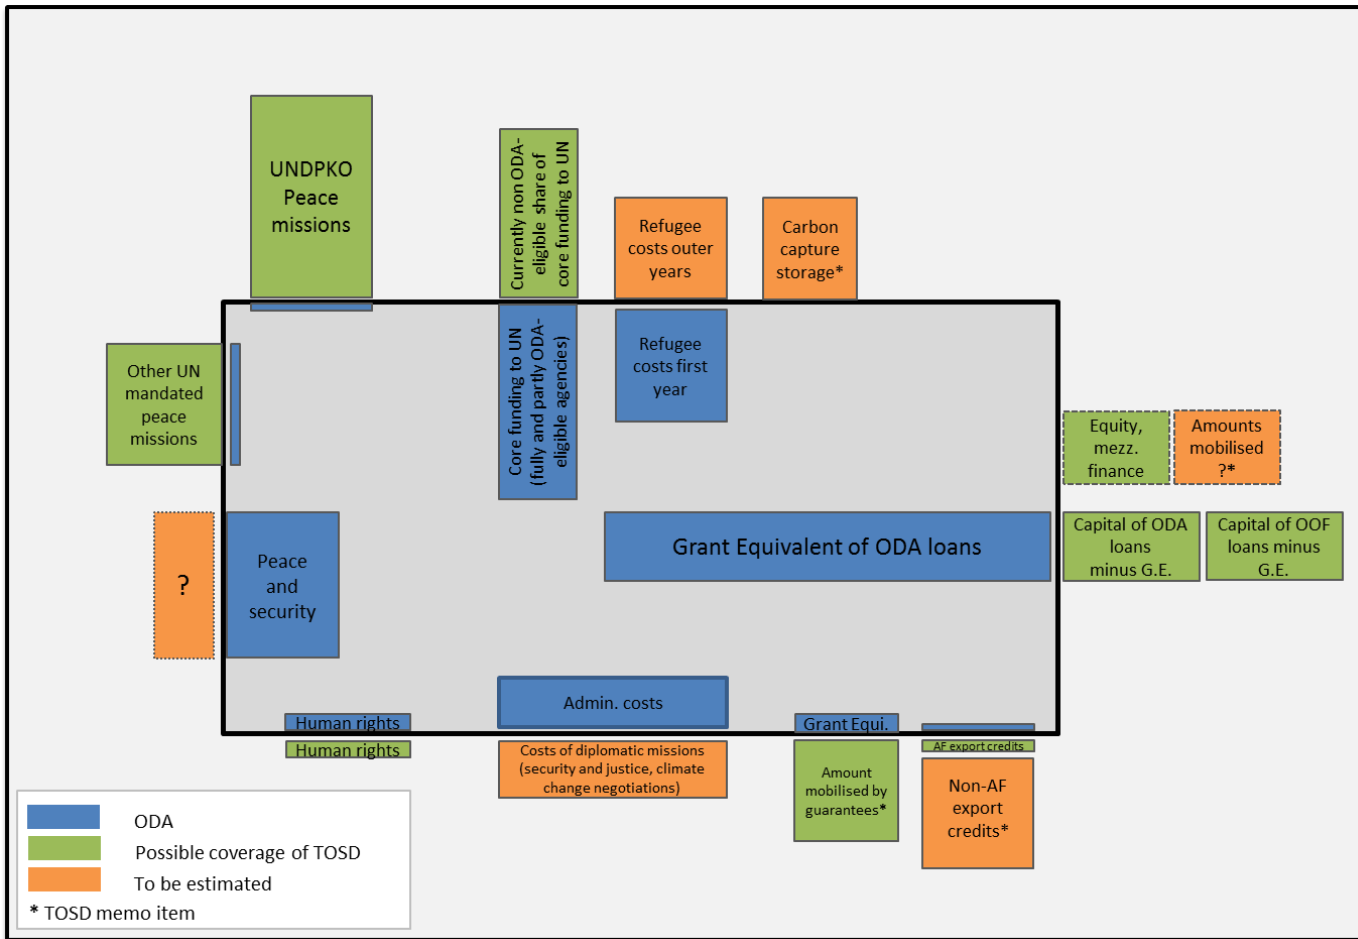 UNDPKO
Peace
missions
Currently non ODA-
eligible share of
core funding to UN
Refugee
costs outer
years
Carbon
capture
storage*
Other UN
mandated
peace
missions
Core funding to UN
(fully and partly ODA-
eligible agencies)
Refugee
costs first
year
Equity,
mezz.
finance
Amounts
mobilised
?*
?
Peace
and
security
Grant Equivalent of ODA loans
Capital of ODA
loans
minus G.E.
Capital of OOF
loans minus
G.E.
Human rights
Human rights
Admin. costs
Costs of diplomatic missions
(security and justice, climate
change negotiations)
Grant Equi.
Amount
mobilised by
guarantees*
AF export credits
Non-AF
export
credits*
ODA
Possible coverage of TOSD
To be estimated
* TOSD memo item